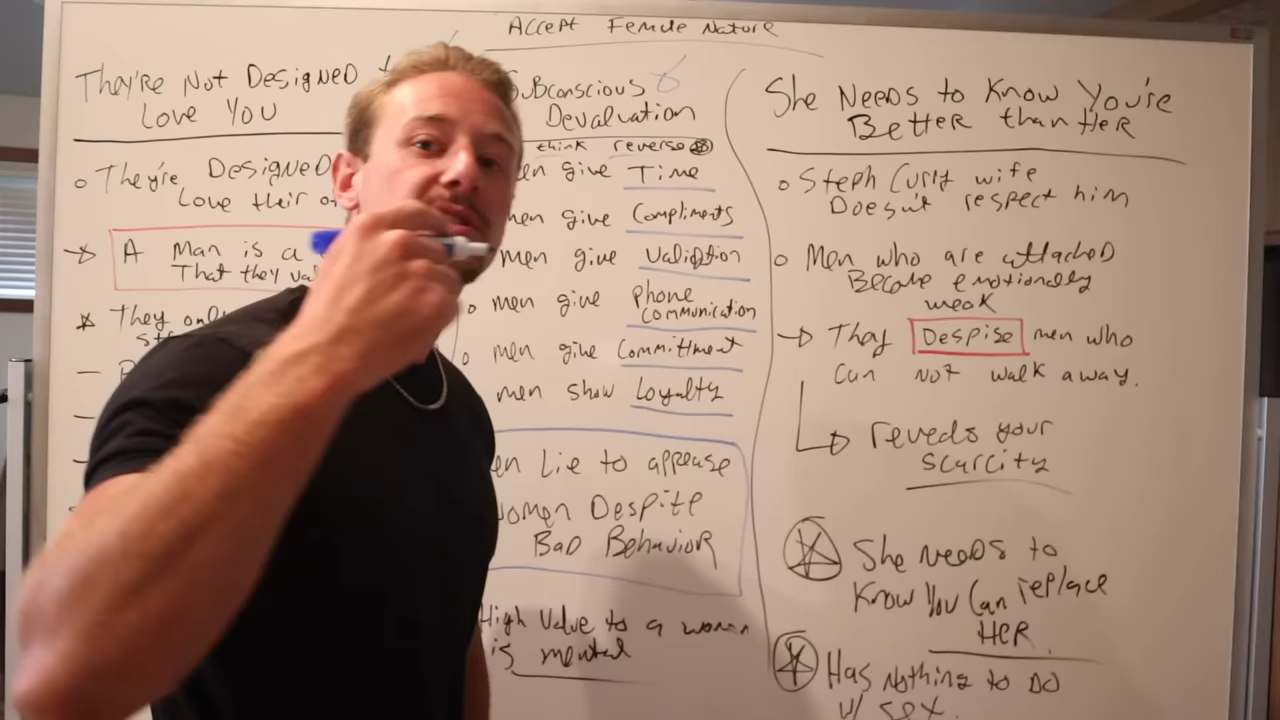 Accept Female Nature
They're Not Designed
Love You
They're Designed
Love their
A Man is a
That they
They
Subconscious
Devaluation
think reverse
men give Time
men give Compliments
men give Validation
men give phone
communication
men give Committment
men show Loyalty
Lie to appease
women Despite
Bad Behavior
High Value to a woman
is mental
She Needs to Know You're
Better than Her
Steph Curry wife
Doesn't respect him
Men who are attached
Become emotionally
weak
They Despise men who
Can not walk away.
reveals your
scarcity
She needs to
Know You Can replace
Her.
Has nothing to do
w/ sex.